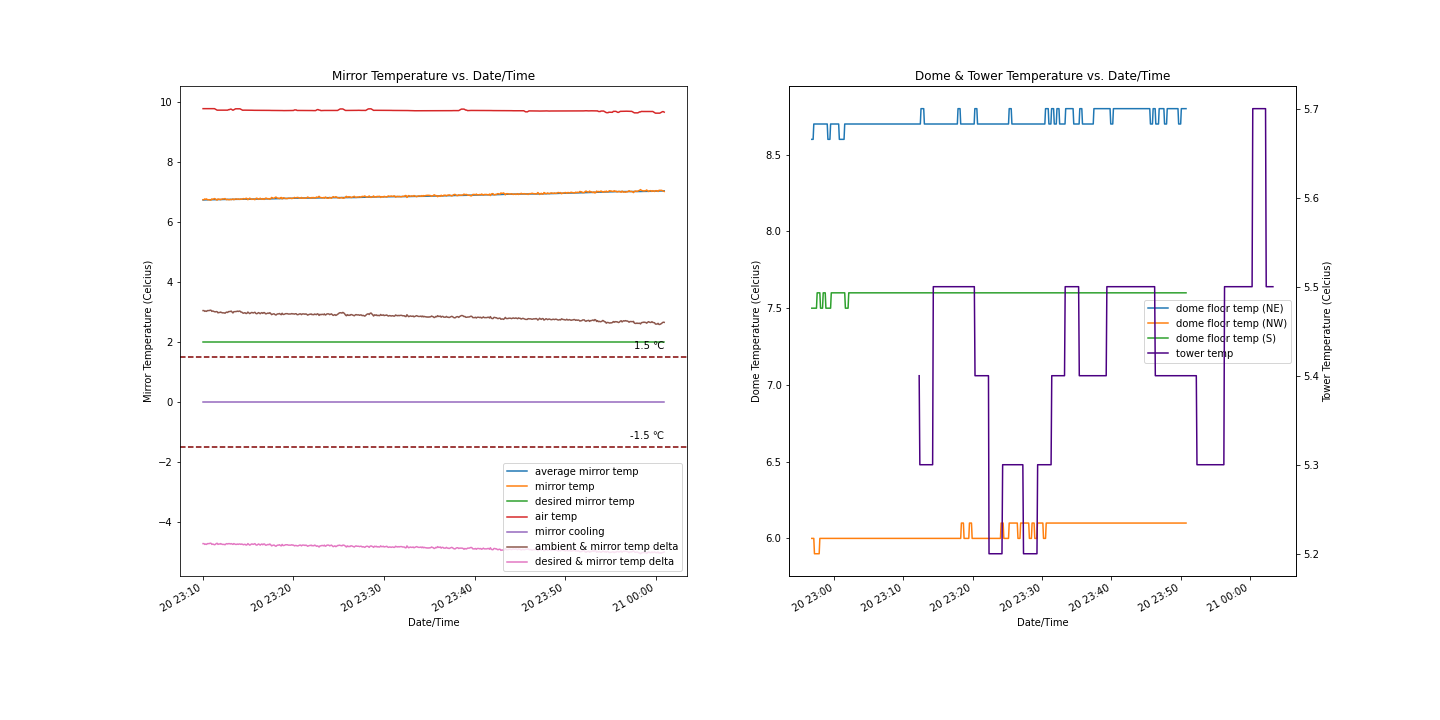 Mirror Temperature vs. Date/Time
10
8
6
4
2
0
−2
−4
Mirror Temperature (Celcius)
1.5 ℃
-1.5 ℃
average mirror temp
mirror temp
desired mirror temp
air temp
mirror cooling
ambient & mirror temp delta
desired & mirror temp delta
20 23:10
20 23:20
20 23:30
20 23:40
20 23:50
21 00:00
Date/Time
Dome & Tower Temperature vs. Date/Time
8.5
8.0
7.5
7.0
6.5
6.0
Dome Temperature (Celcius)
dome floor temp (NE)
dome floor temp (NW)
dome floor temp (S)
tower temp
5.7
5.6
5.5
5.4
5.3
5.2
Tower Temperature (Celcius)
20 23:00
20 23:10
20 23:20
20 23:30
20 23:40
20 23:50
21 00:00
Date/Time